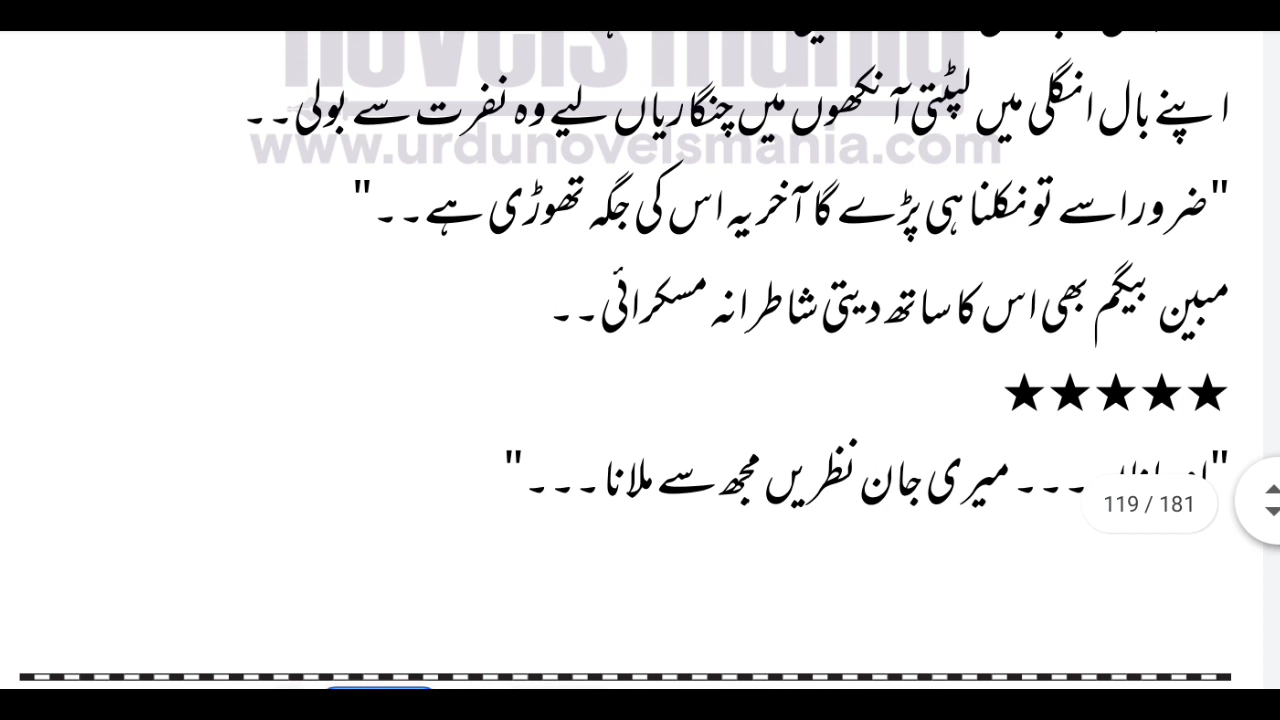 novels mania
اپنے بال انگلی میں لپٹتی آنکھوں میں چنگاریاں لیے وہ نفرت سے بولی۔۔
www.urdunovelsmania.com
"ضرور اسے تو نکلنا ہی پڑے گا آخر یہ اس کی جگہ تھوڑی ہے۔۔"
مبین بیگم بھی اس کا ساتھ دیتی شاطرانہ مسکرائی۔۔
★★★★★
"۔۔۔ میری جان نظریں مجھ سے ملانا۔۔۔"
119 / 181